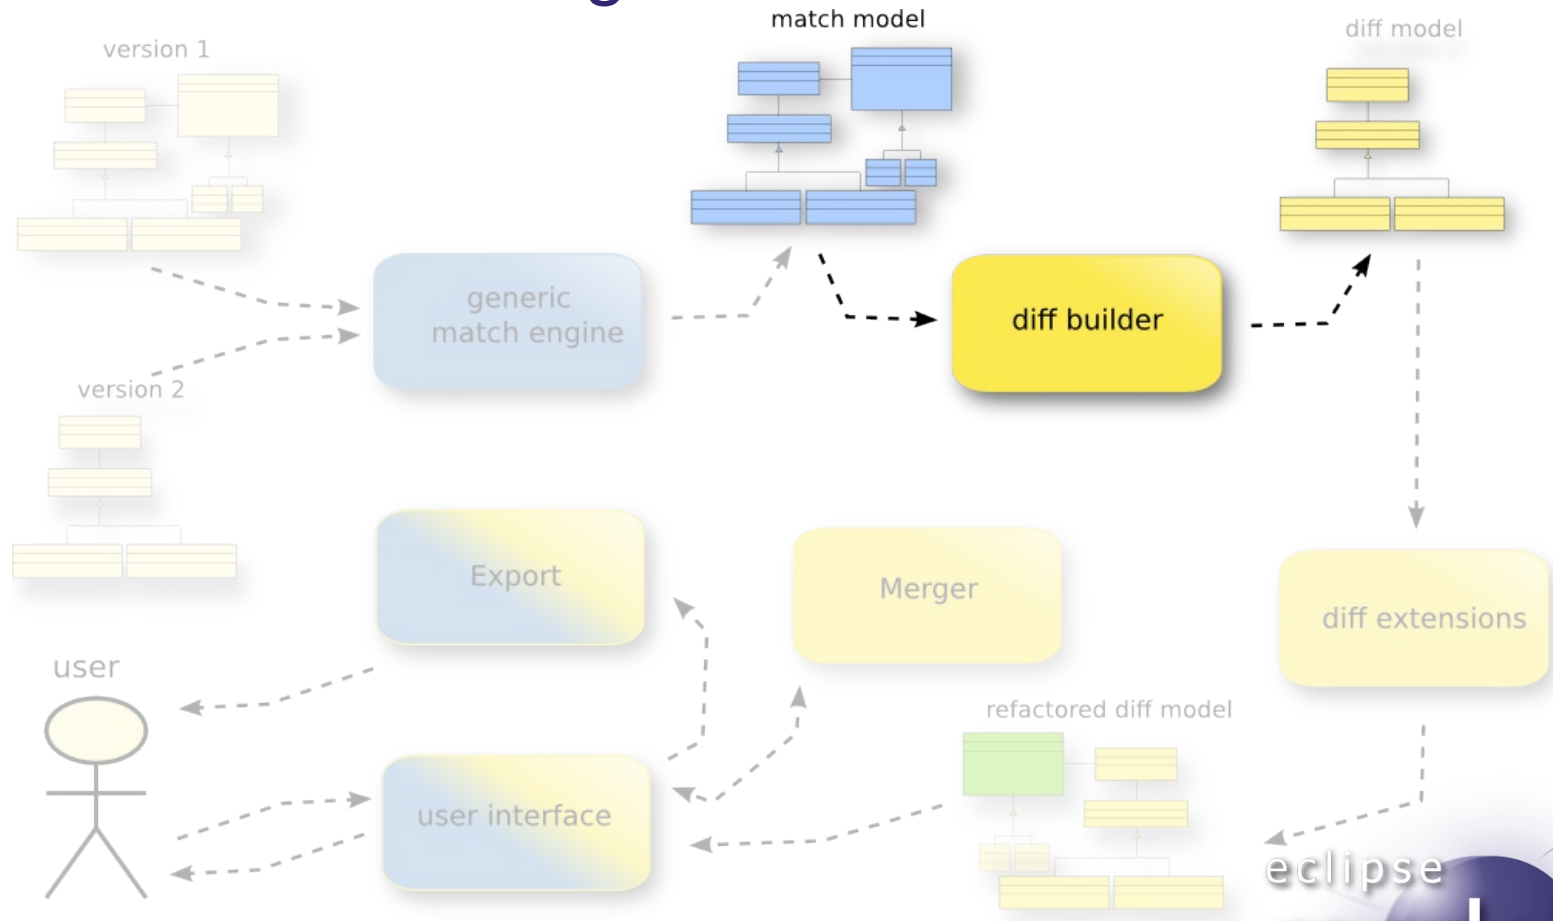 match model
diff model
version 1
generic
match engine
diff builder
version 2
Export
Merger
diff extensions
user
refactored diff model
user interface
eclipse